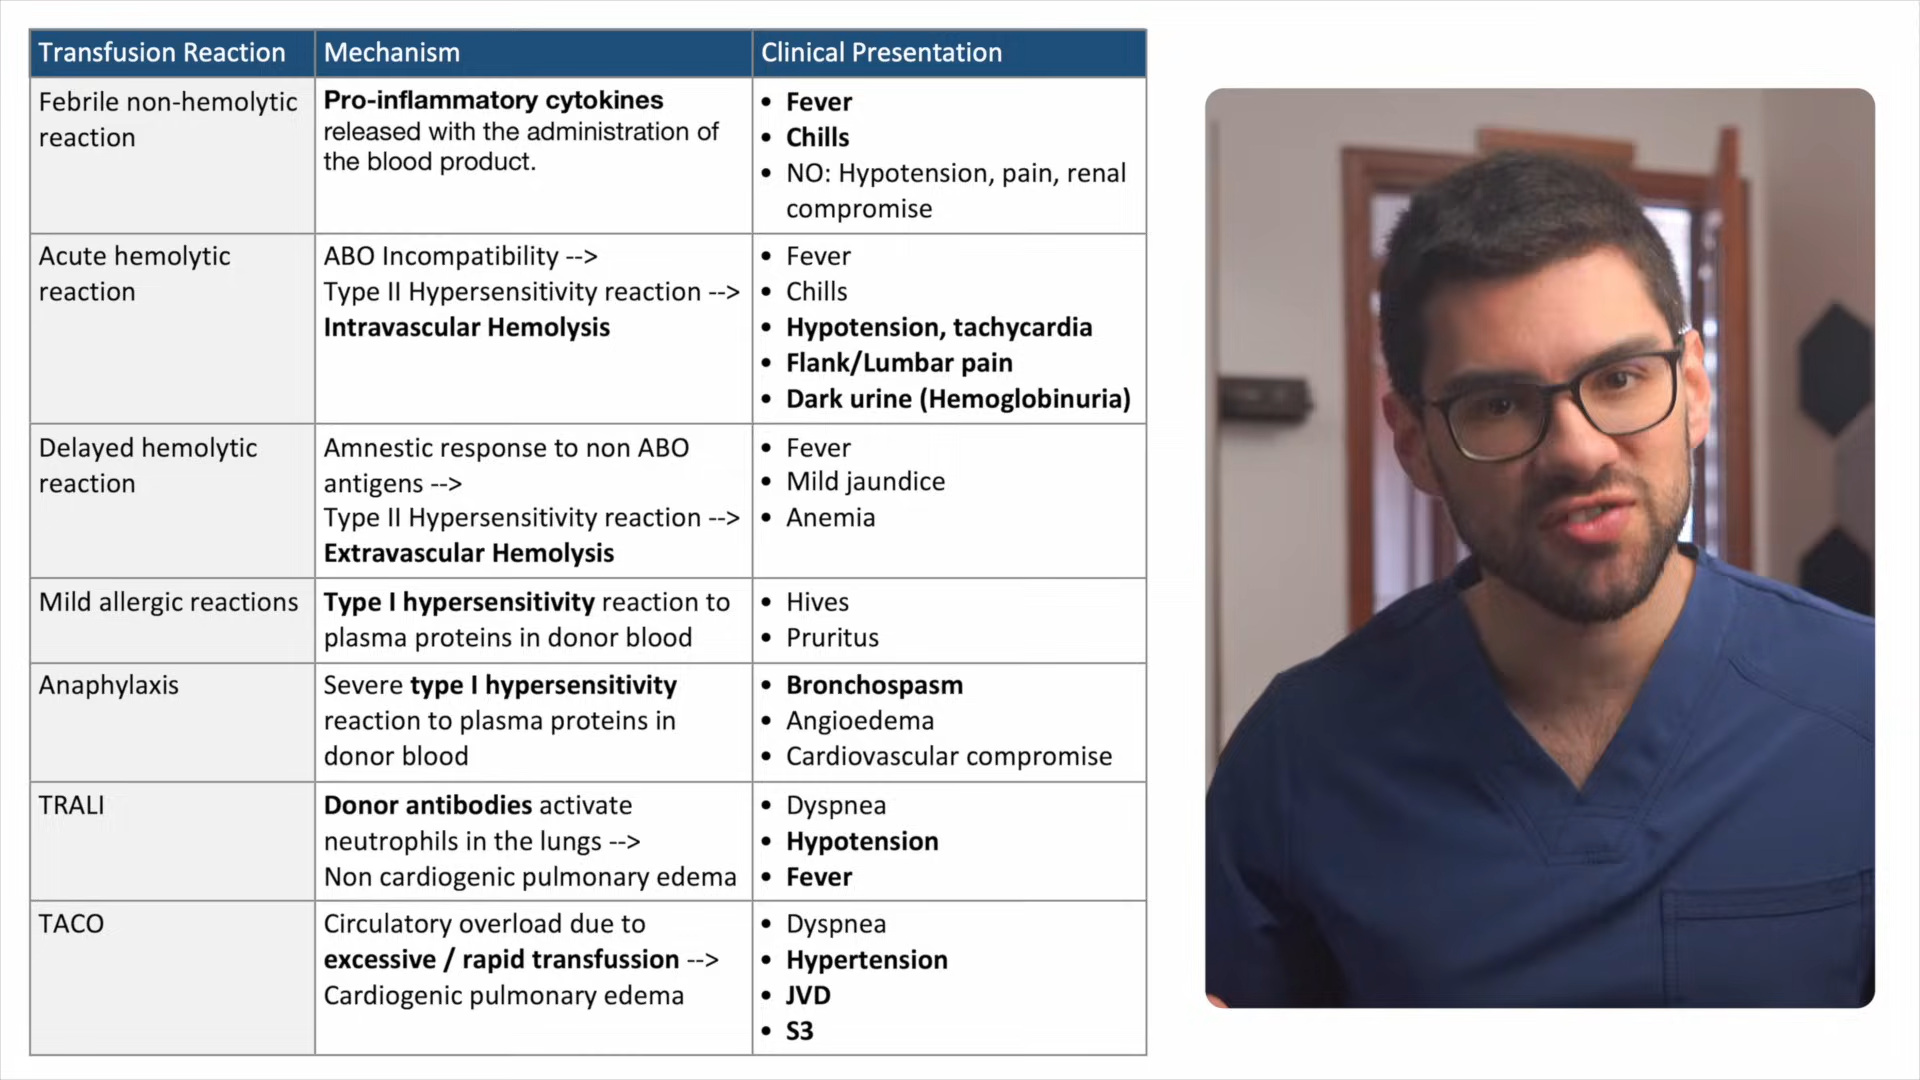 Transfusion Reaction
Mechanism
Clinical Presentation
Febrile non-hemolytic
reaction
Pro-inflammatory cytokines
released with the administration of
the blood product.
• Fever
• Chills
• NO: Hypotension, pain, renal
compromise
Acute hemolytic
reaction
ABO Incompatibility -->
Type II Hypersensitivity reaction -->
Intravascular Hemolysis
• Fever
• Chills
• Hypotension, tachycardia
• Flank/Lumbar pain
• Dark urine (Hemoglobinuria)
Delayed hemolytic
reaction
Amnestic response to non ABO
antigens -->
Type II Hypersensitivity reaction -->
Extravascular Hemolysis
• Fever
• Mild jaundice
• Anemia
Mild allergic reactions
Type I hypersensitivity reaction to
plasma proteins in donor blood
• Hives
• Pruritus
Anaphylaxis
Severe type I hypersensitivity
reaction to plasma proteins in
donor blood
• Bronchospasm
• Angioedema
• Cardiovascular compromise
TRALI
Donor antibodies activate
neutrophils in the lungs -->
Non cardiogenic pulmonary edema
• Dyspnea
• Hypotension
• Fever
TACO
Circulatory overload due to
excessive / rapid transfussion -->
Cardiogenic pulmonary edema
• Dyspnea
• Hypertension
• JVD
• S3